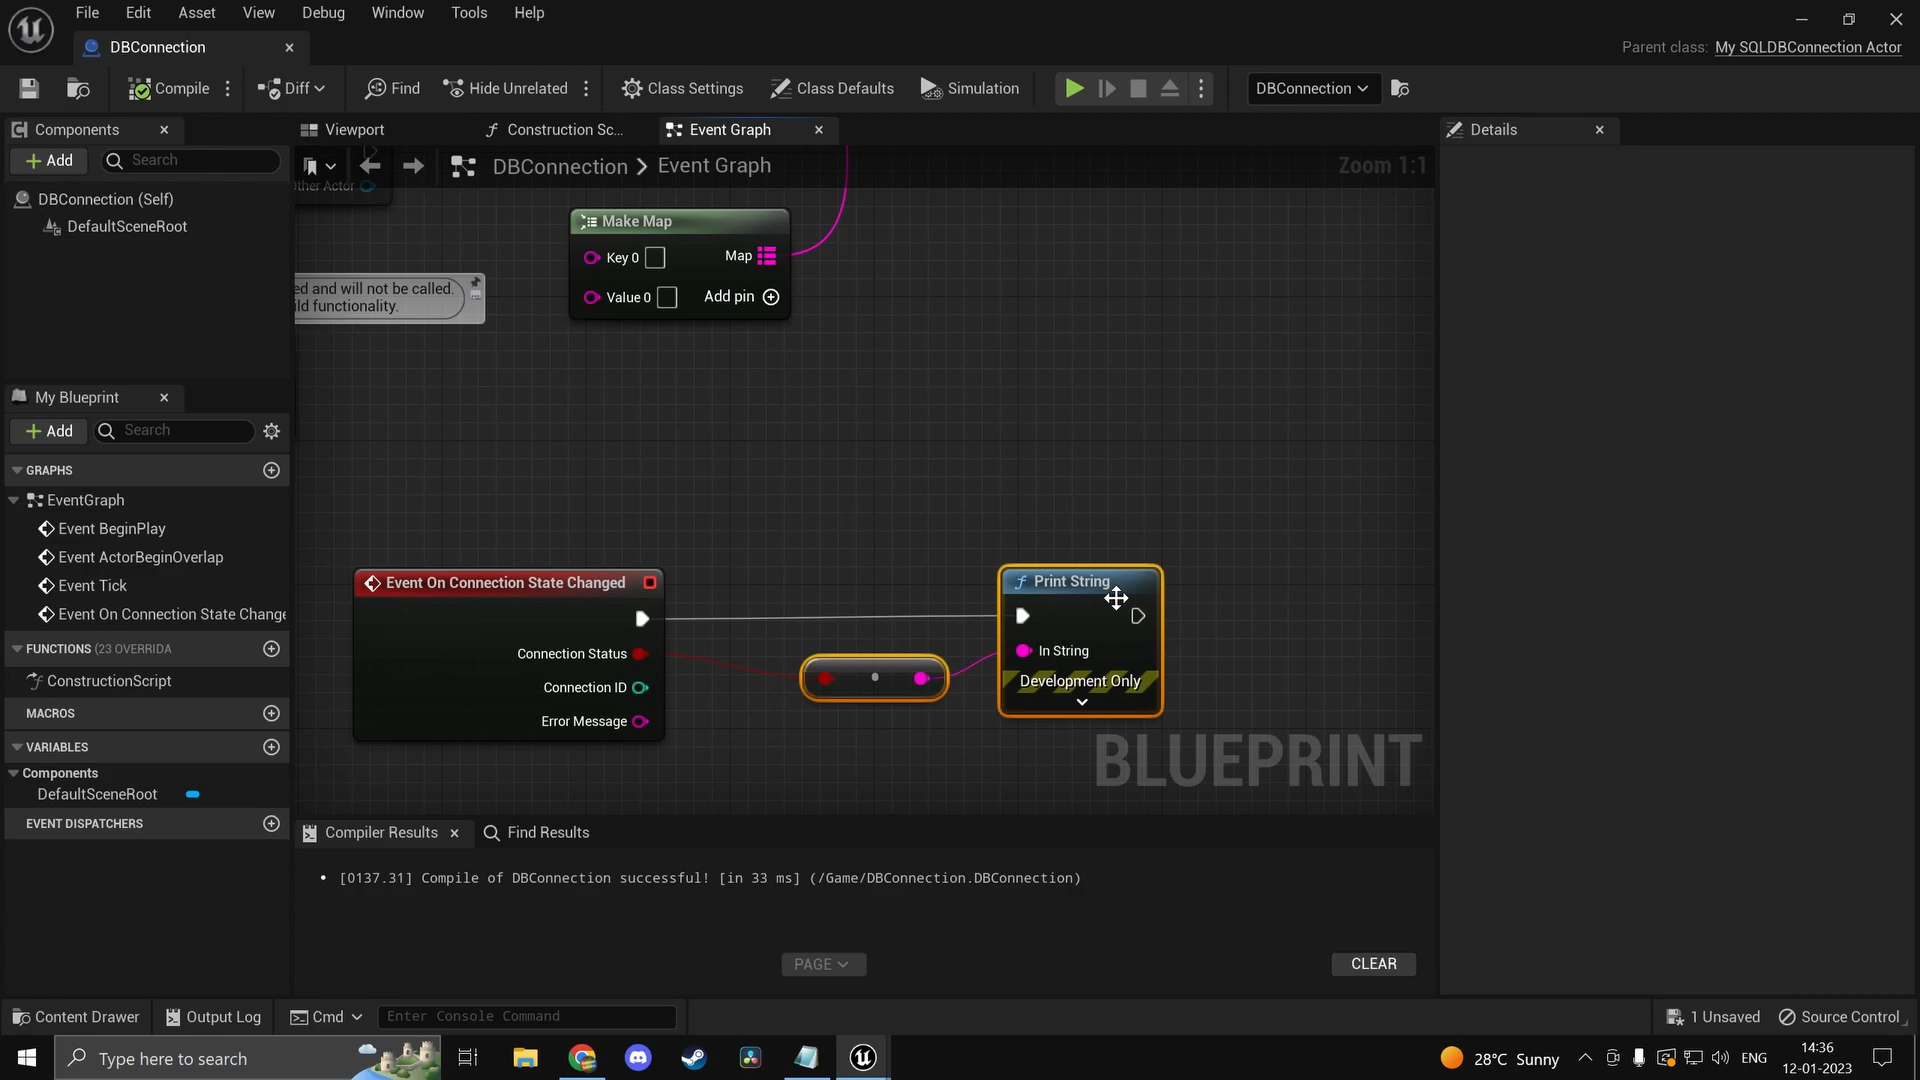 File Edit Asset View Debug Window Tools Help
DBConnection
Parent class: My SQLDBConnection Actor
Compile Diff Find Hide Unrelated Class Settings Class Defaults Simulation DBConnection
Components
Add Search
DBConnection (Self)
DefaultSceneRoot
My Blueprint
Add Search
GRAPHS
EventGraph
Event BeginPlay
Event ActorBeginOverlap
Event Tick
Event On Connection State Change
FUNCTIONS (23 OVERRIDA
ConstructionScript
MACROS
VARIABLES
Components
DefaultSceneRoot
EVENT DISPATCHERS
Viewport Construction Sc... Event Graph
DBConnection > Event Graph Zoom 1:1
ther Actor
Make Map
Key 0 Map
Value 0 Add pin
ed and will not be called.
ild functionality.
Event On Connection State Changed
Connection Status
Connection ID
Error Message
Print String
In String
Development Only
BLUEPRINT
Compiler Results Find Results
• [0137.31] Compile of DBConnection successful! [in 33 ms] (/Game/DBConnection.DBConnection)
PAGE CLEAR
Details
Content Drawer Output Log Cmd Enter Console Command 1 Unsaved Source Control
Type here to search
28°C Sunny ENG
14:36
12-01-2023